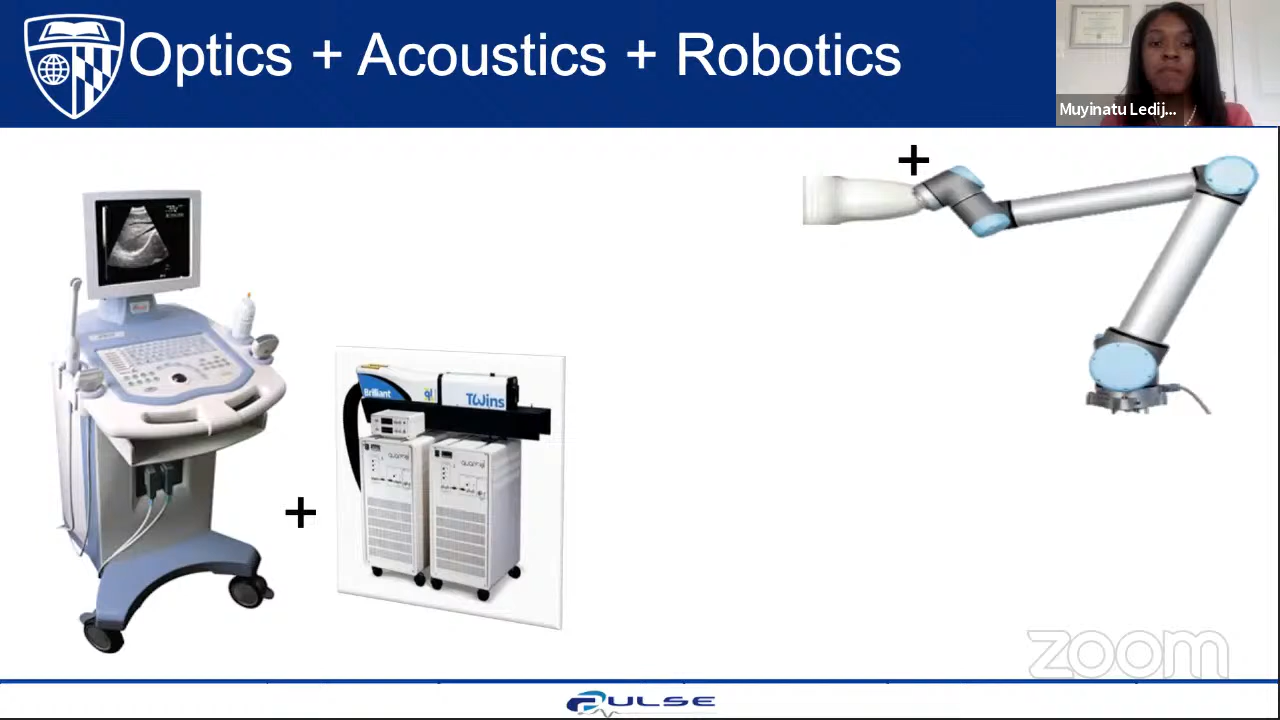 Optics + Acoustics + Robotics
Muyinatu Ledij...
+
Brilliant
Twins
+
zoom
PULSE